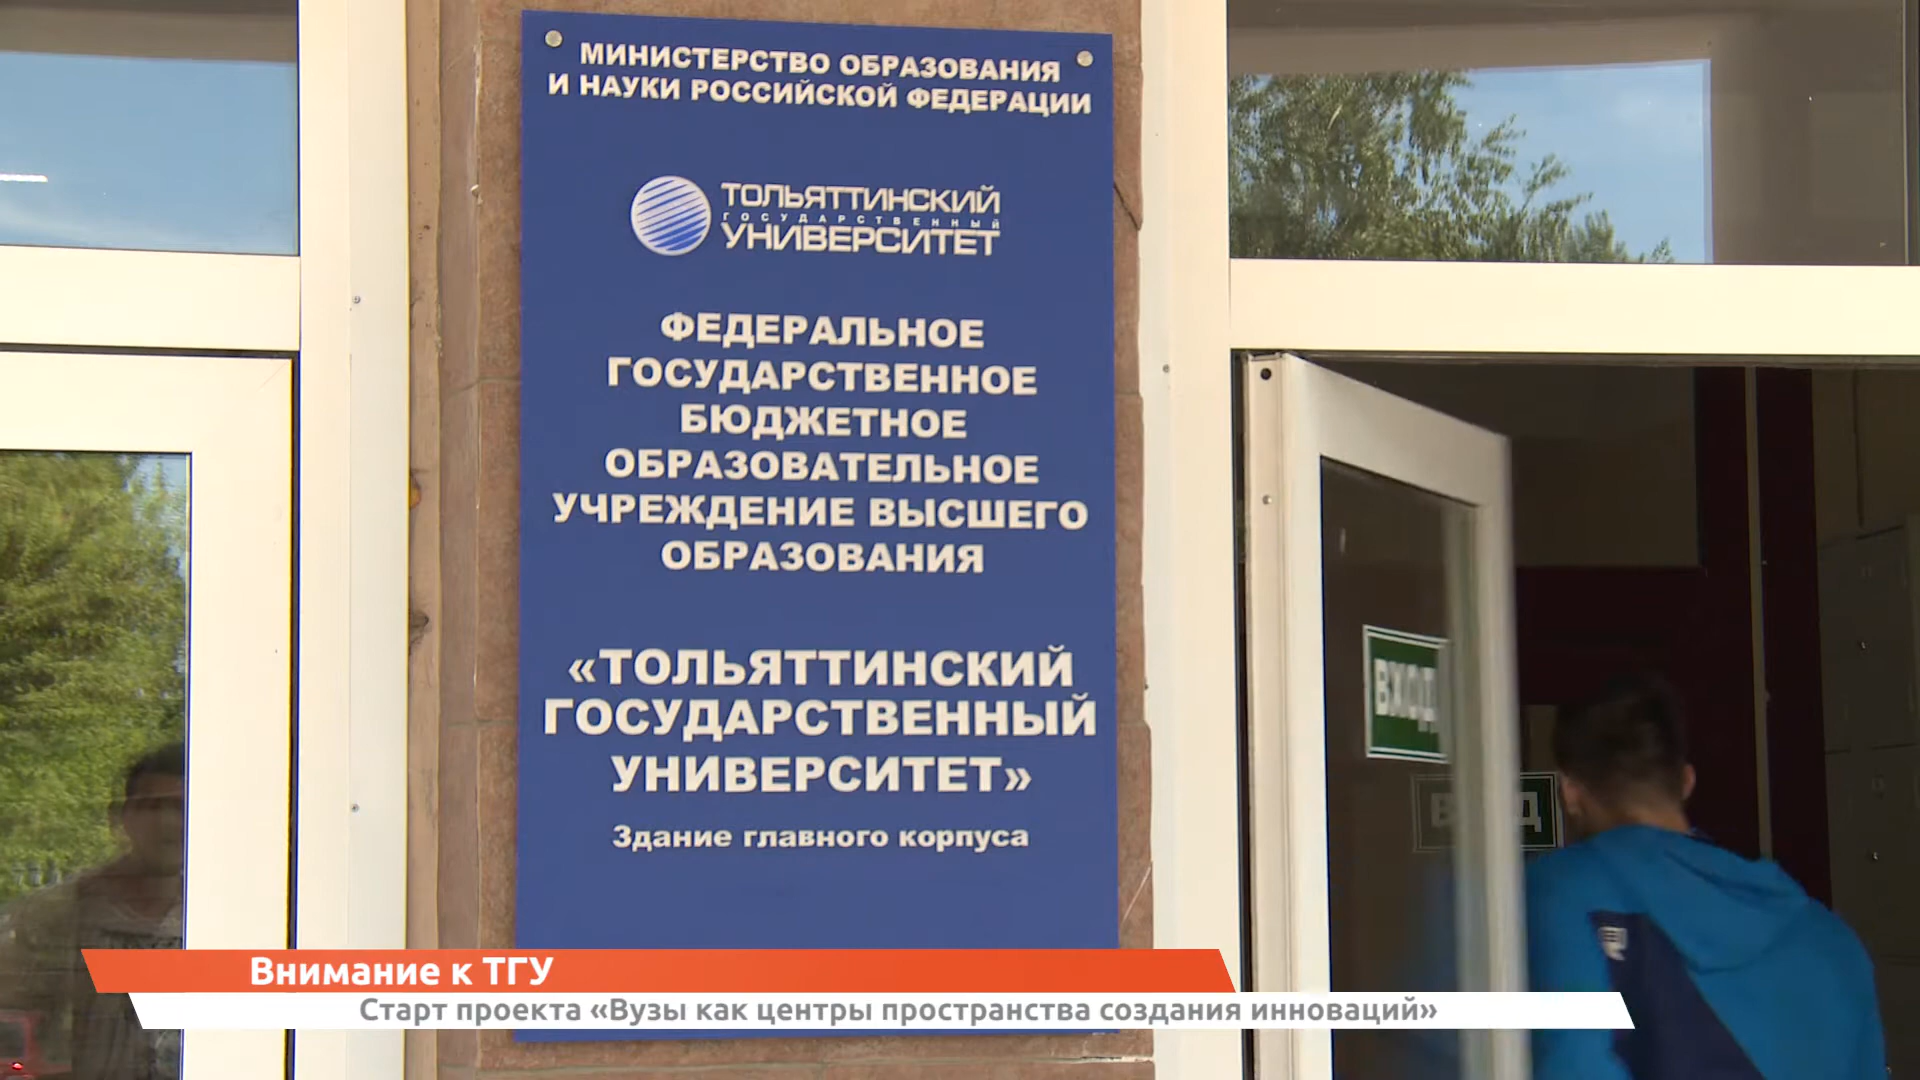 МИНИСТЕРСТВО ОБРАЗОВАНИЯ
И НАУКИ РОССИЙСКОЙ ФЕДЕРАЦИИ
ТОЛЬЯТТИНСКИЙ
ГОСУДАРСТВЕННЫЙ
УНИВЕРСИТЕТ
ФЕДЕРАЛЬНОЕ
ГОСУДАРСТВЕННОЕ
БЮДЖЕТНОЕ
ОБРАЗОВАТЕЛЬНОЕ
УЧРЕЖДЕНИЕ ВЫСШЕГО
ОБРАЗОВАНИЯ
«ТОЛЬЯТТИНСКИЙ
ГОСУДАРСТВЕННЫЙ
УНИВЕРСИТЕТ»
Здание главного корпуса
ВХОД
Внимание к ТГУ
Старт проекта «Вузы как центры пространства создания инноваций»